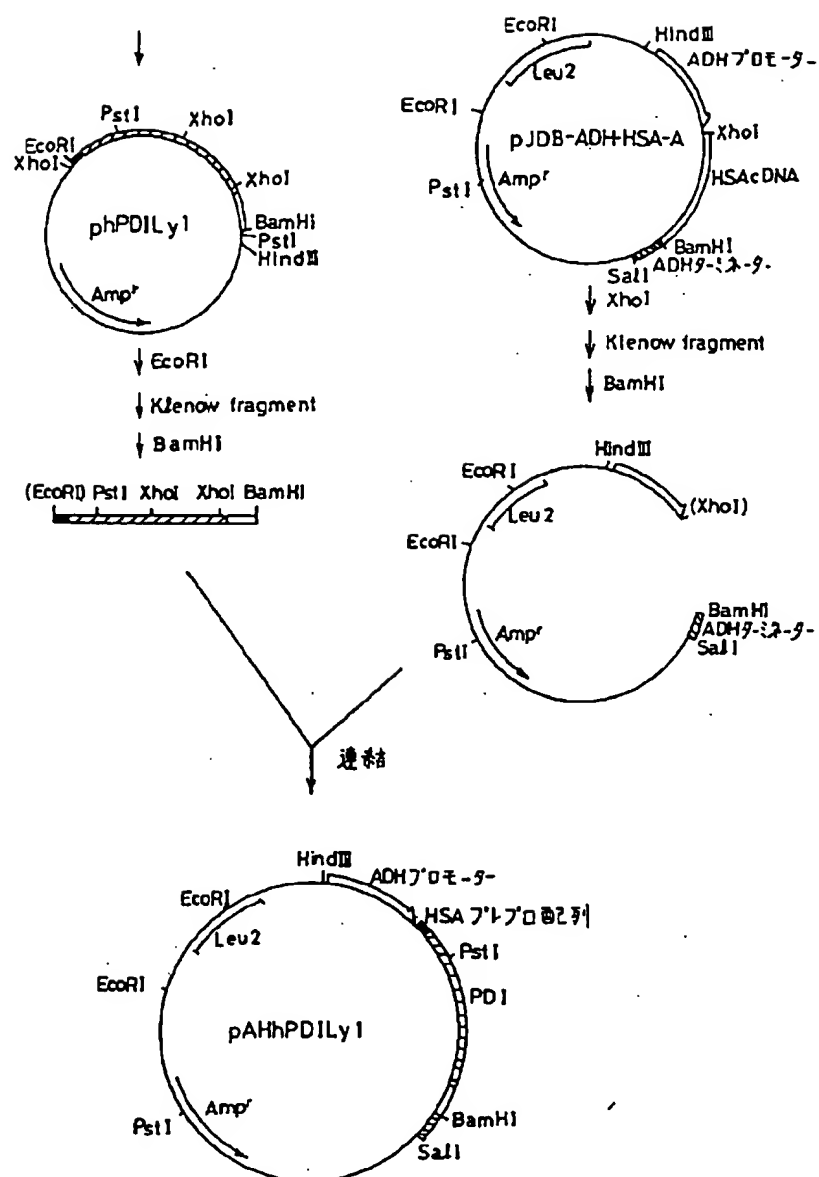 PstI
XhoI
EcoRI
XhoI
XhoI
phPDILy1
BamHI
PstI
HindⅢ
Ampʳ
EcoRI
Klenow fragment
BamHI
(EcoRI) PstI XhoI XhoI BamHI
EcoRI
HindⅢ
ADHプロモーター
Leu2
EcoRI
XhoI
pJDB-ADH-HSA-A
HSAcDNA
PstI
Ampʳ
BamHI
SalI
ADHターミネーター
XhoI
Klenow fragment
BamHI
HindⅢ
EcoRI
(XhoI)
Leu2
EcoRI
BamHI
ADHターミネーター
SalI
PstI
Ampʳ
連結
HindⅢ
ADHプロモーター
EcoRI
HSAプレプロ配列
Leu2
PstI
EcoRI
PDI
pAHhPDILy1
Ampʳ
PstI
BamHI
SalI